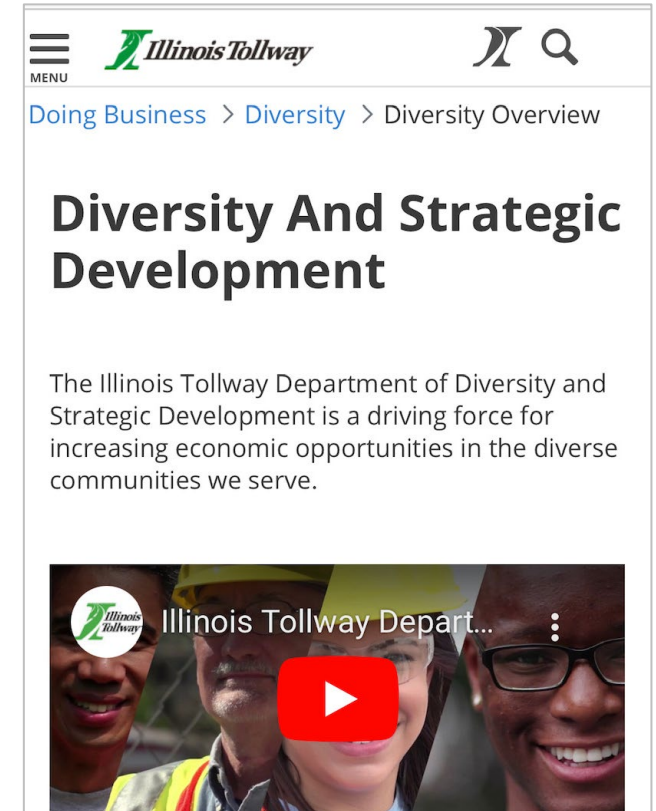 Illinois Tollway
MENU
Doing Business > Diversity > Diversity Overview
Diversity And Strategic
Development
The Illinois Tollway Department of Diversity and
Strategic Development is a driving force for
increasing economic opportunities in the diverse
communities we serve.
Illinois
Tollway
Illinois Tollway Depart...